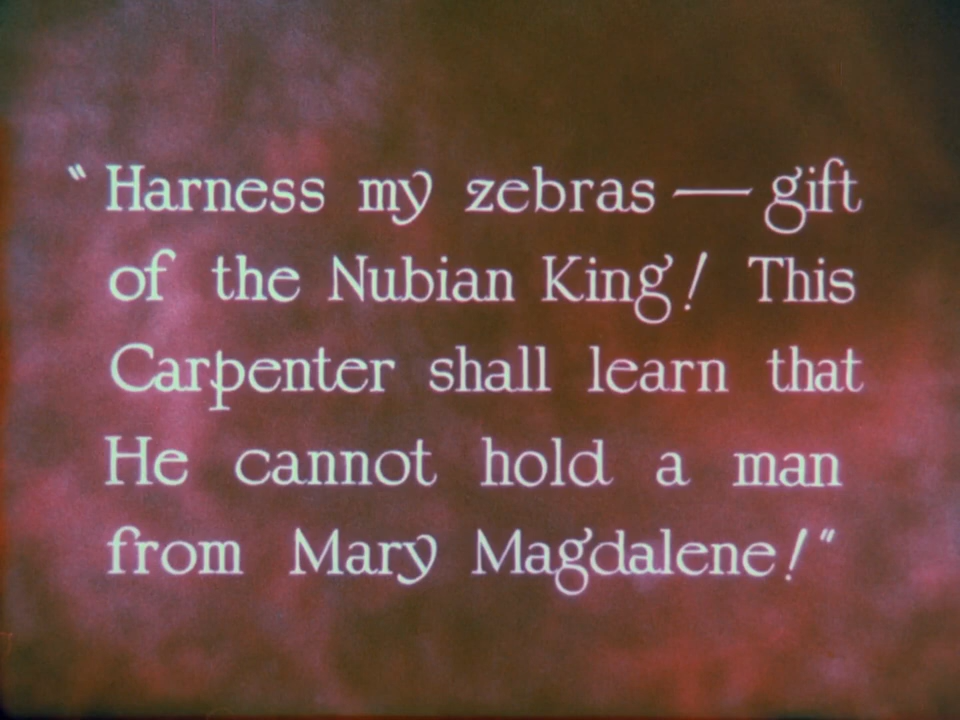 “Harness my zebras — gift
of the Nubian King! This
Carpenter shall learn that
He cannot hold a man
from Mary Magdalene!”